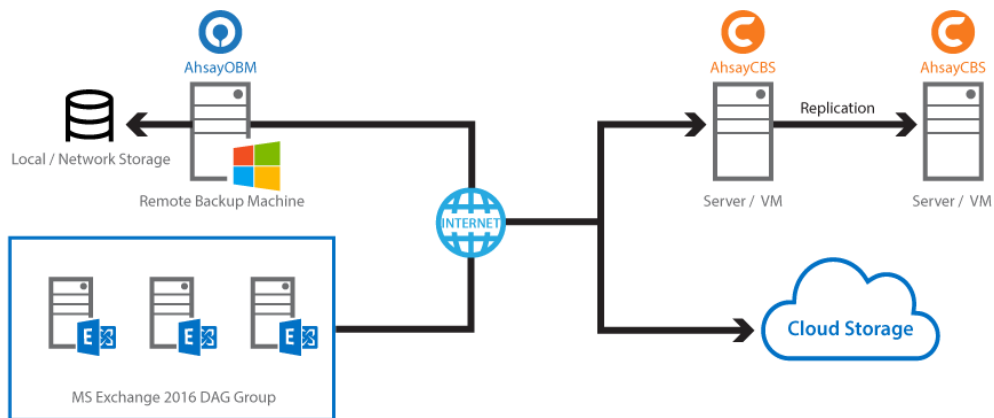 AhsayOBM
AhsayCBS
AhsayCBS
Replication
Local / Network Storage
Remote Backup Machine
Server / VM
Server / VM
INTERNET
E
E
E
Cloud Storage
MS Exchange 2016 DAG Group